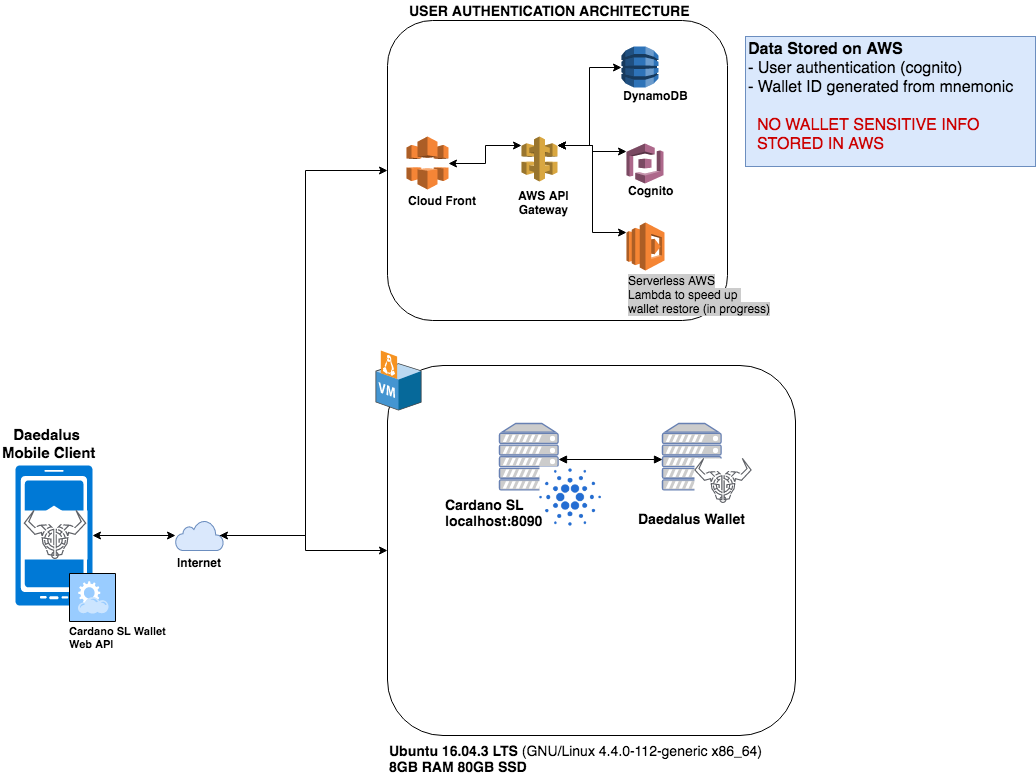 USER AUTHENTICATION ARCHITECTURE
Data Stored on AWS
- User authentication (cognito)
- Wallet ID generated from mnemonic
NO WALLET SENSITIVE INFO
STORED IN AWS
DynamoDB
Cloud Front
AWS API
Gateway
Cognito
Serverless AWS
Lambda to speed up
wallet restore (in progress)
VM
Daedalus
Mobile Client
Internet
Cardano SL Wallet
Web API
Cardano SL
localhost:8090
Daedalus Wallet
Ubuntu 16.04.3 LTS (GNU/Linux 4.4.0-112-generic x86_64)
8GB RAM 80GB SSD